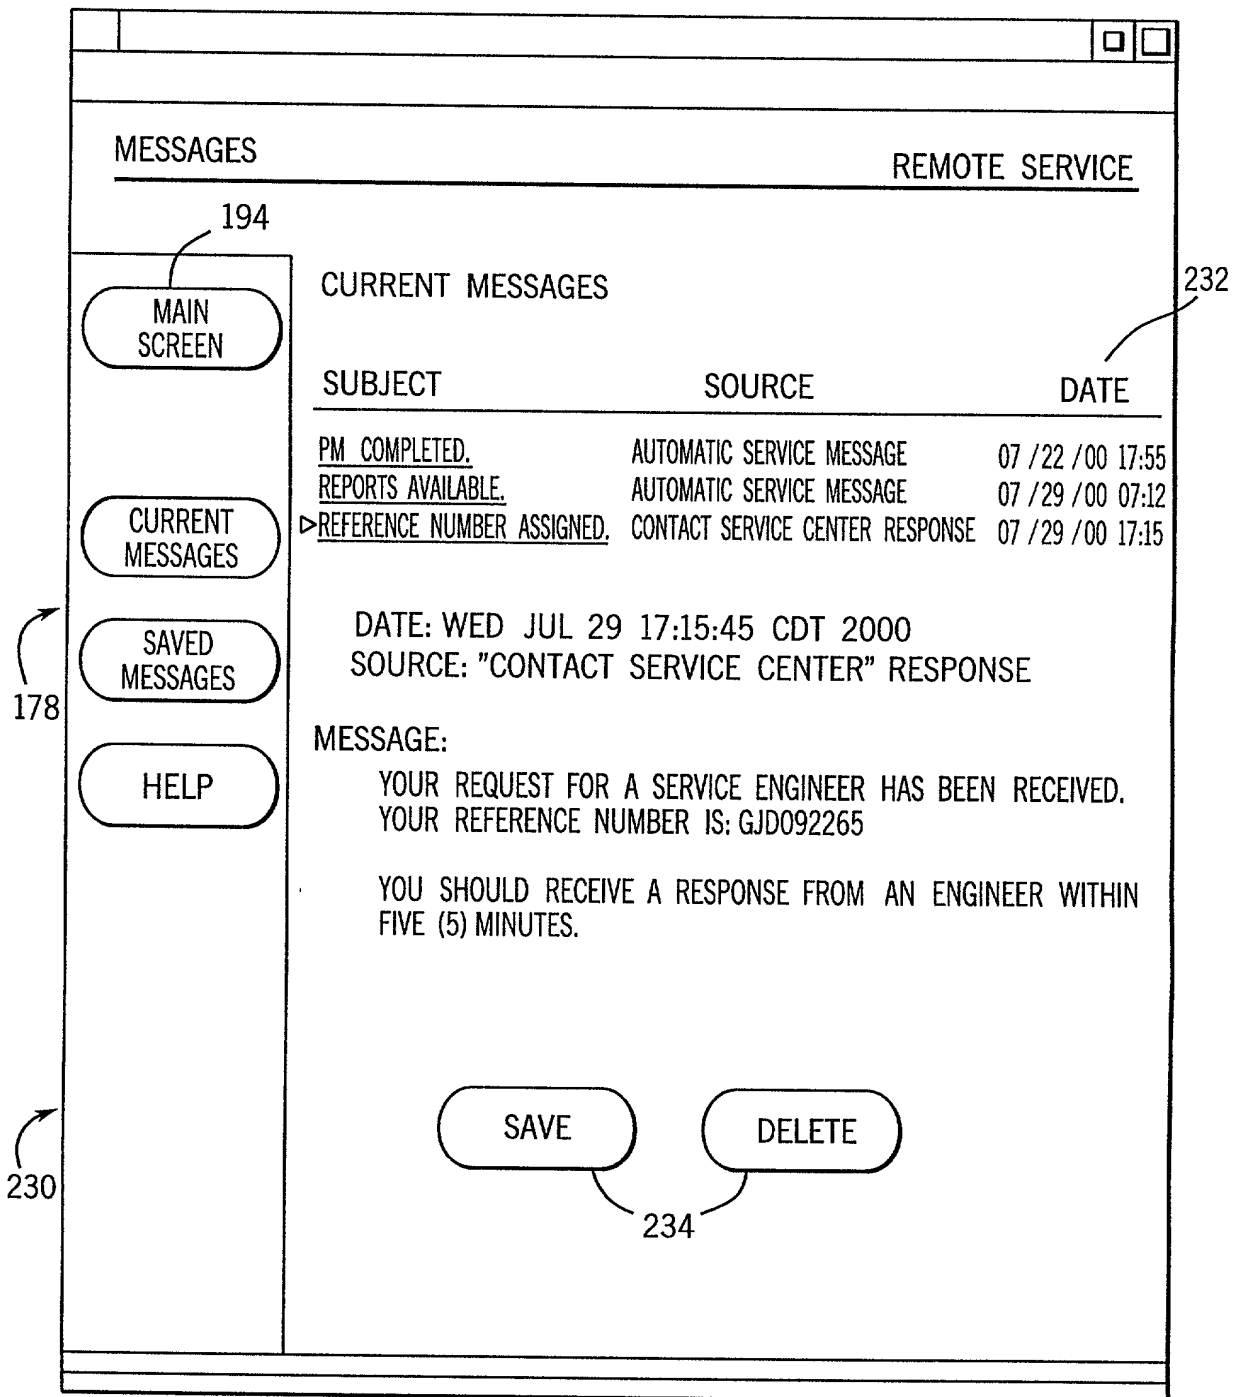 MESSAGES
REMOTE SERVICE
194
MAIN
SCREEN
CURRENT MESSAGES
232
SUBJECT SOURCE DATE
PM COMPLETED. AUTOMATIC SERVICE MESSAGE 07 / 22 / 00 17:55
REPORTS AVAILABLE. AUTOMATIC SERVICE MESSAGE 07 / 29 / 00 07:12
▷REFERENCE NUMBER ASSIGNED. CONTACT SERVICE CENTER RESPONSE 07 / 29 / 00 17:15
CURRENT
MESSAGES
SAVED
MESSAGES
178
HELP
DATE: WED JUL 29 17:15:45 CDT 2000
SOURCE: "CONTACT SERVICE CENTER" RESPONSE
MESSAGE:
YOUR REQUEST FOR A SERVICE ENGINEER HAS BEEN RECEIVED.
YOUR REFERENCE NUMBER IS: GJD092265
YOU SHOULD RECEIVE A RESPONSE FROM AN ENGINEER WITHIN
FIVE (5) MINUTES.
SAVE DELETE
230
234